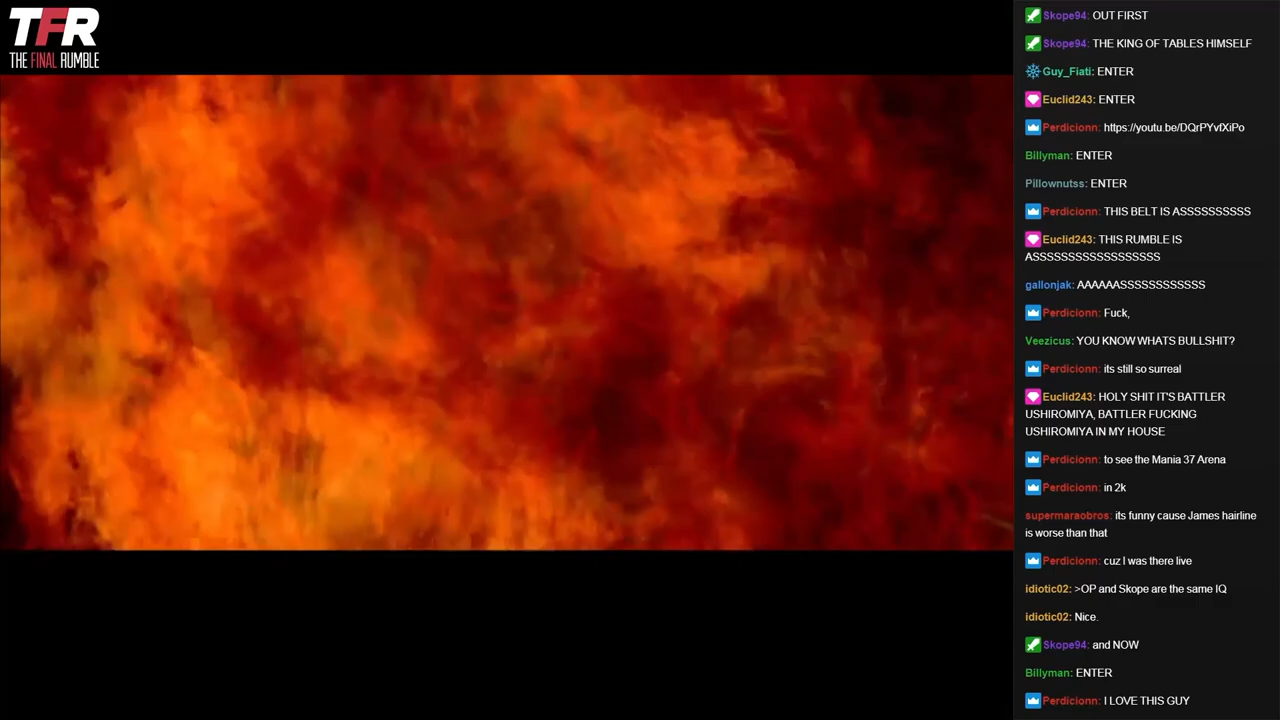 TFR
THE FINAL RUMBLE
Skope94: OUT FIRST
Skope94: THE KING OF TABLES HIMSELF
Guy_Fiati: ENTER
Euclid243: ENTER
Perdicionn: https://youtu.be/DQrPYvfXiPo
Billyman: ENTER
Pillownutss: ENTER
Perdicionn: THIS BELT IS ASSSSSSSSSS
Euclid243: THIS RUMBLE IS
ASSSSSSSSSSSSSSSSSS
gallonjak: AAAAAASSSSSSSSSSSS
Perdicionn: Fuck,
Veezicus: YOU KNOW WHATS BULLSHIT?
Perdicionn: its still so surreal
Euclid243: HOLY SHIT IT'S BATTLER
USHIROMIYA, BATTLER FUCKING
USHIROMIYA IN MY HOUSE
Perdicionn: to see the Mania 37 Arena
Perdicionn: in 2k
supermaraobros: its funny cause James hairline
is worse than that
Perdicionn: cuz I was there live
idiotic02: >OP and Skope are the same IQ
idiotic02: Nice.
Skope94: and NOW
Billyman: ENTER
Perdicionn: I LOVE THIS GUY